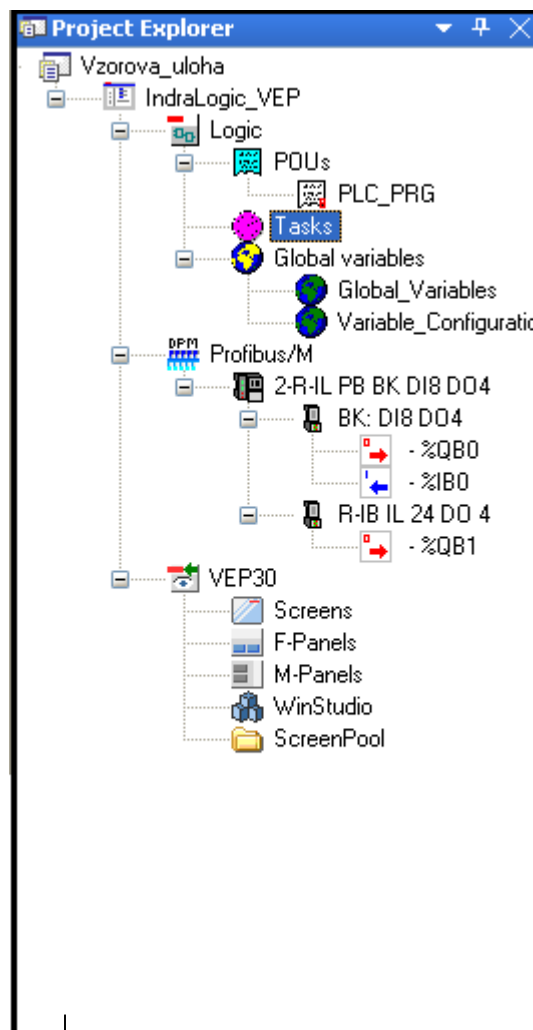 Project Explorer
Vzorova_uloha
IndraLogic_VEP
Logic
POUs
PLC_PRG
Tasks
Global variables
Global_Variables
Variable_Configuratio
DPM
Profibus/M
2-R-IL PB BK DI8 DO4
BK: DI8 DO4
- %QB0
- %IB0
R-IB IL 24 DO 4
- %QB1
VEP30
Screens
F-Panels
M-Panels
WinStudio
ScreenPool